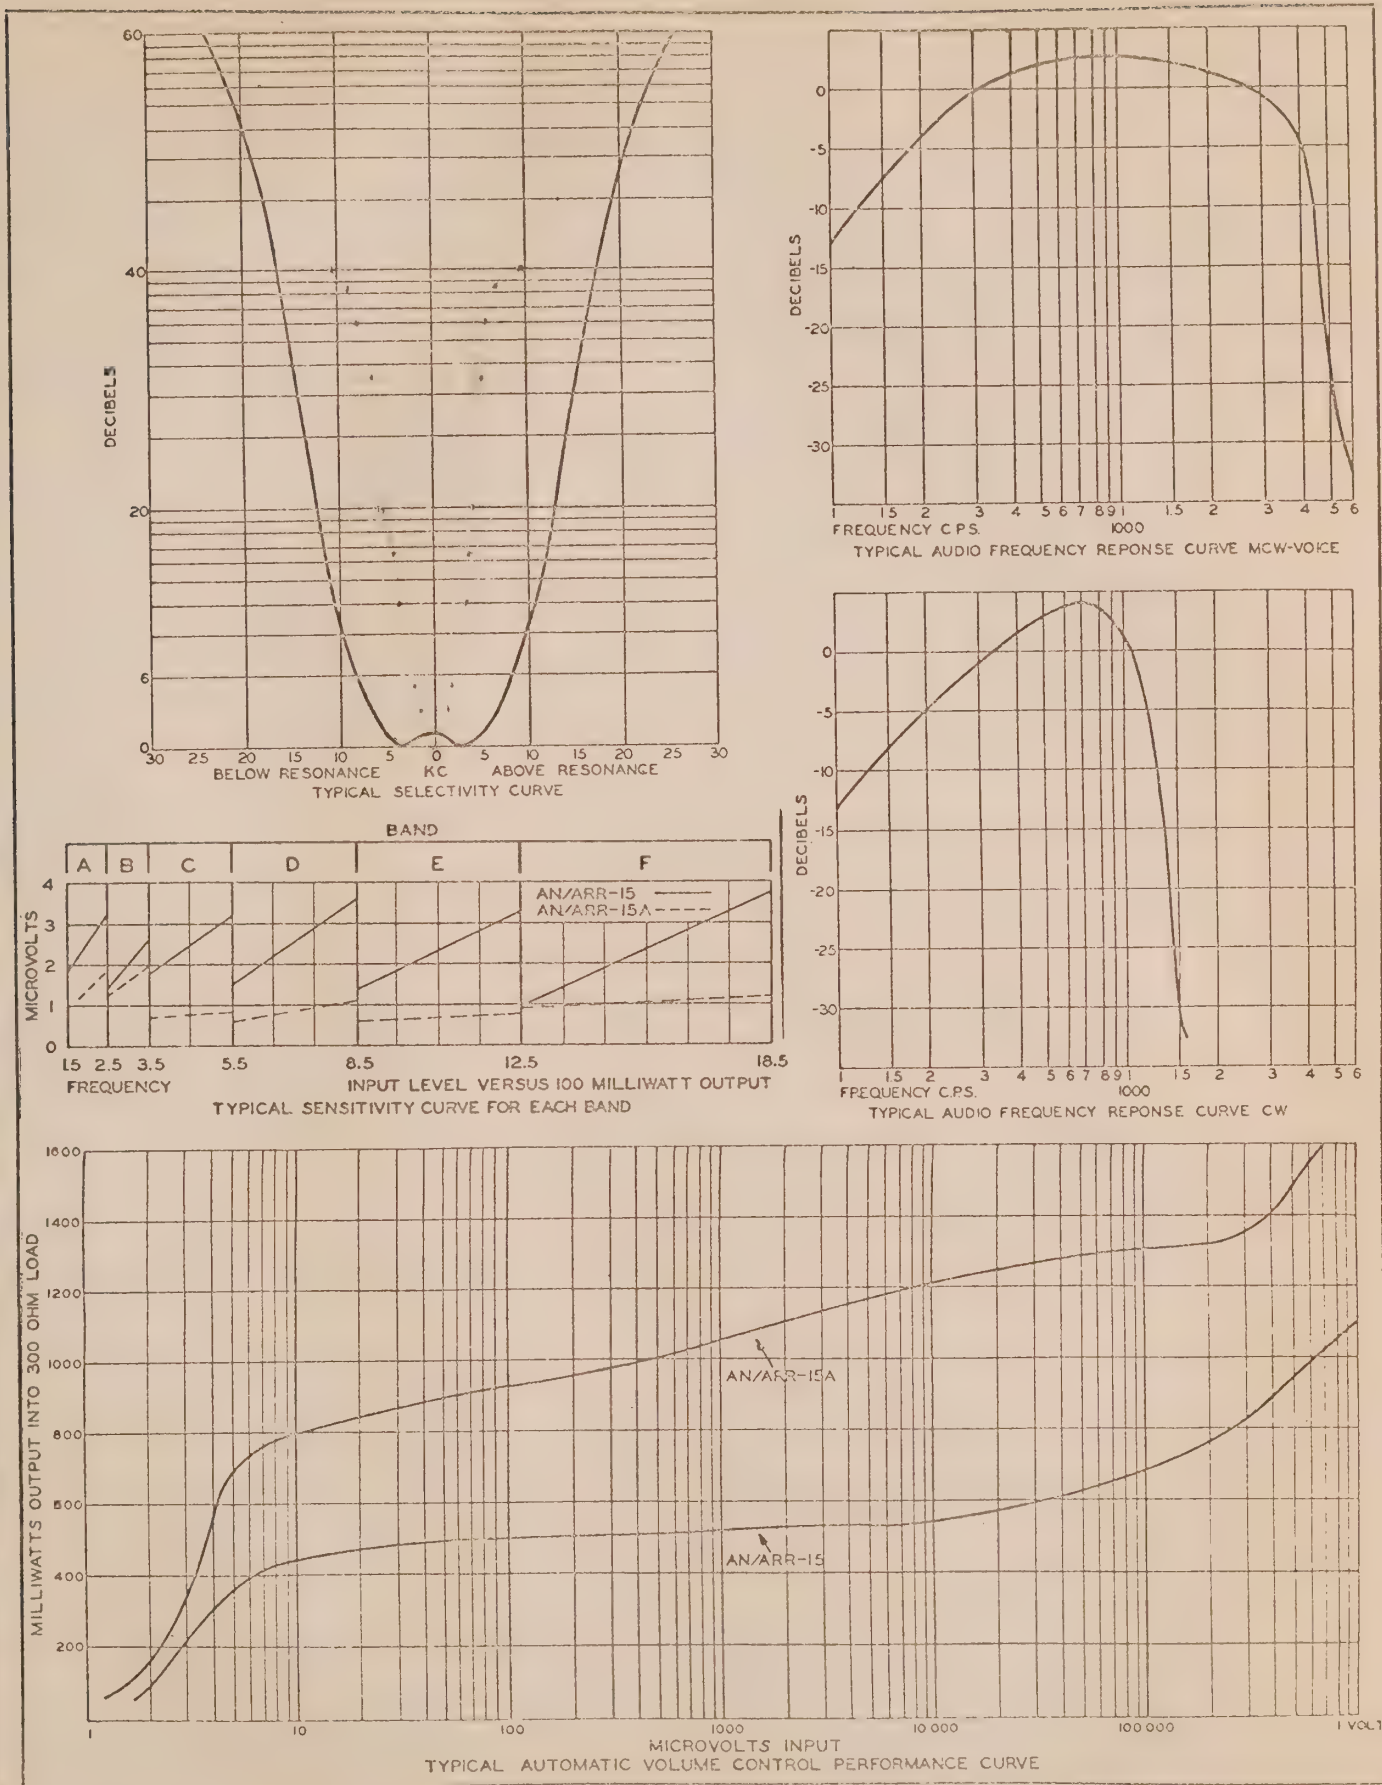 60
40
20
6
0
DECIBELS
30 25 20 15 10 5 0 5 10 15 20 25 30
BELOW RESONANCE KC ABOVE RESONANCE
TYPICAL SELECTIVITY CURVE
0
-5
-10
-15
-20
-25
-30
DECIBELS
1 1.5 2 3 4 5 6 7 8 9 1 1.5 2 3 4 5 6
FREQUENCY C.P.S. 1000
TYPICAL AUDIO FREQUENCY REPONSE CURVE MCW-VOICE
0
-5
-10
-15
-20
-25
-30
DECIBELS
1 1.5 2 3 4 5 6 7 8 9 1 1.5 2 3 4 5 6
FREQUENCY C.P.S. 1000
TYPICAL AUDIO FREQUENCY REPONSE CURVE CW
BAND
A B C D E F
AN/ARR-15
AN/ARR-15A
4
3
2
1
0
MICROVOLTS
1.5 2.5 3.5 5.5 8.5 12.5 18.5
FREQUENCY INPUT LEVEL VERSUS 100 MILLIWATT OUTPUT
TYPICAL SENSITIVITY CURVE FOR EACH BAND
1600
1400
1200
1000
800
600
400
200
MILLIWATTS OUTPUT INTO 300 OHM LOAD
AN/ARR-15A
AN/ARR-15
1 10 100 1000 10 000 100 000 1 VOLT
MICROVOLTS INPUT
TYPICAL AUTOMATIC VOLUME CONTROL PERFORMANCE CURVE